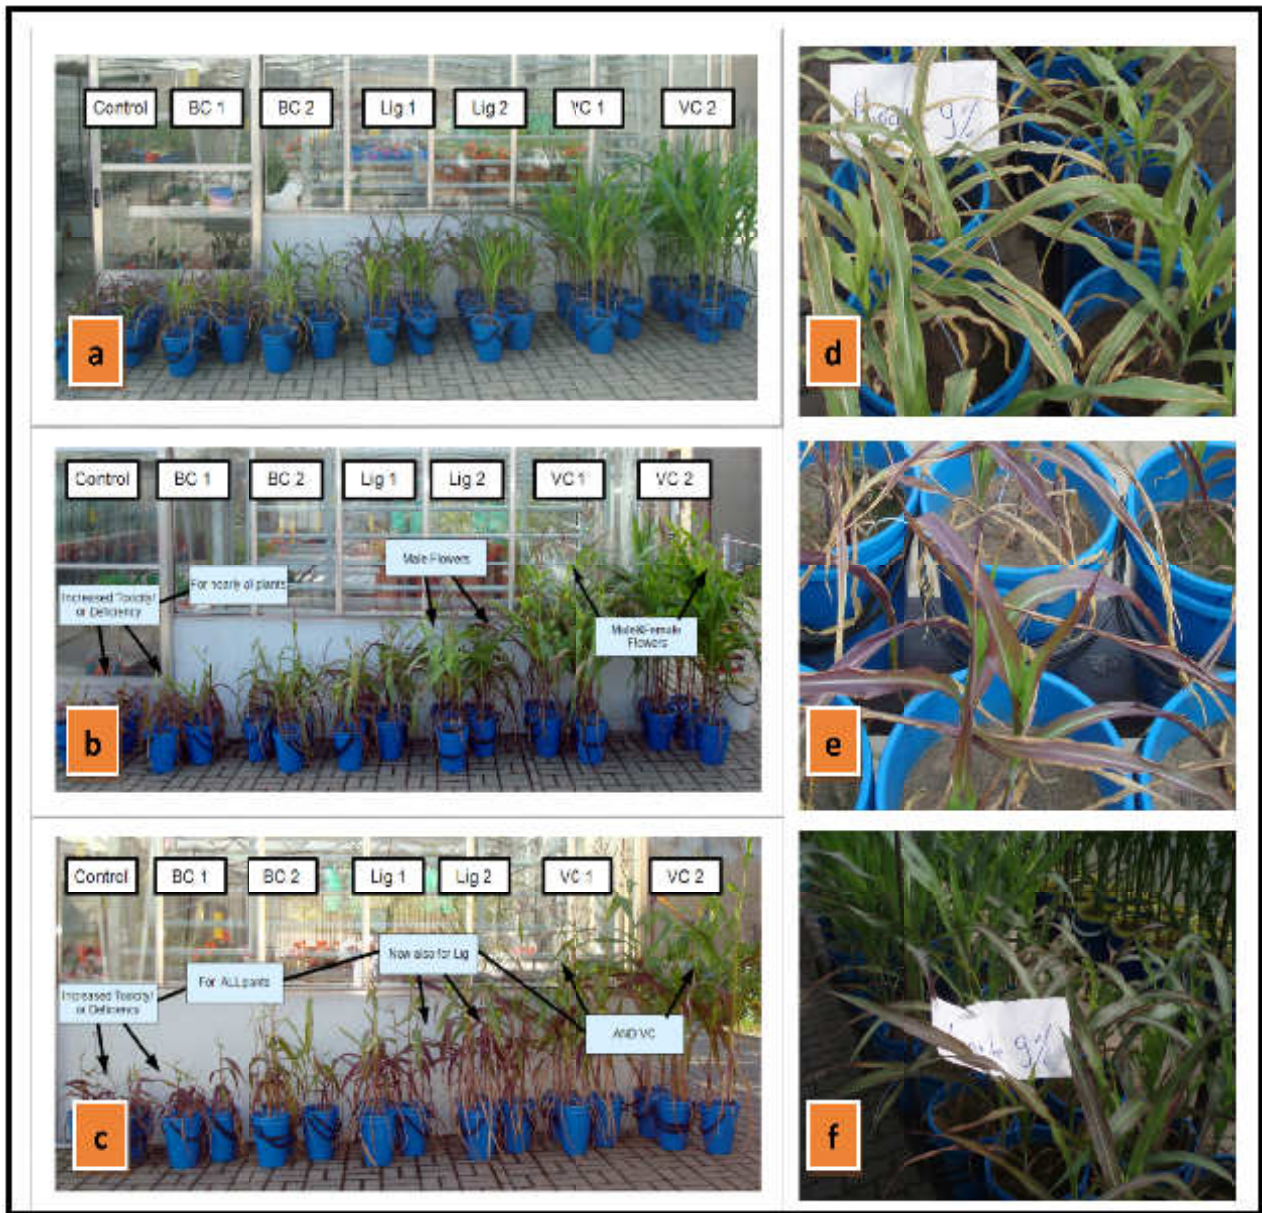 Control BC 1 BC 2 Lig 1 Lig 2 VC 1 VC 2
a
9%
d
Control BC 1 BC 2 Lig 1 Lig 2 VC 1 VC 2
Male Flowers
For nearly all plants
Increased Toxicity/
or Deficiency
Male&Female
Flowers
b
e
Control BC 1 BC 2 Lig 1 Lig 2 VC 1 VC 2
Now also for Lig
For ALL pants
Increased Toxicity/
or Deficiency
AND VC
c
9%
f